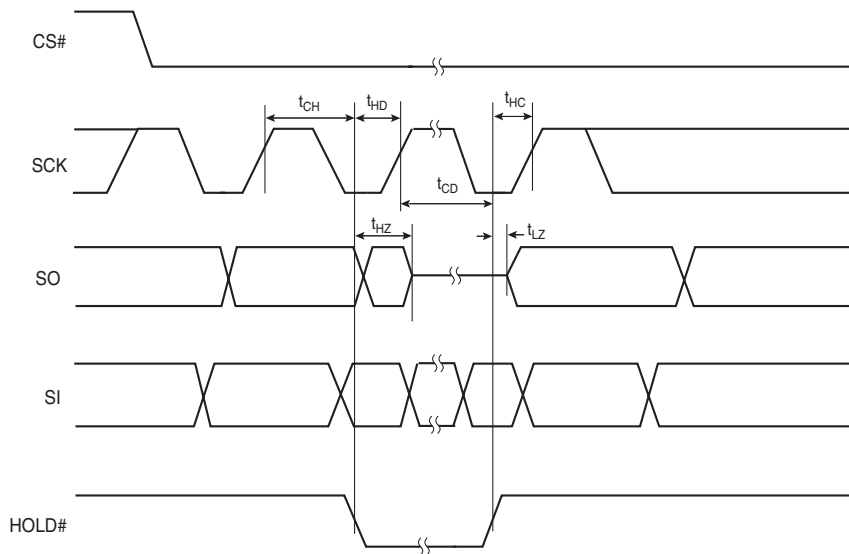 CS#
tCH
tHD
tHC
SCK
tCD
tHZ
tLZ
SO
SI
HOLD#